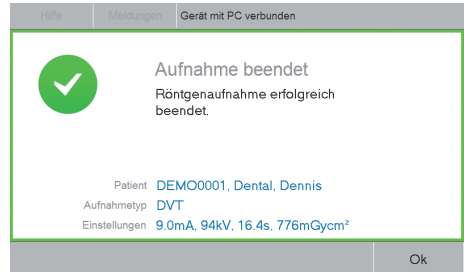 Hilfe Meldungen Gerät mit PC verbunden
Aufnahme beendet
Röntgenaufnahme erfolgreich
beendet.
Patient DEMO0001, Dental, Dennis
Aufnahmetyp DVT
Einstellungen 9.0mA, 94kV, 16.4s, 776mGycm²
Ok